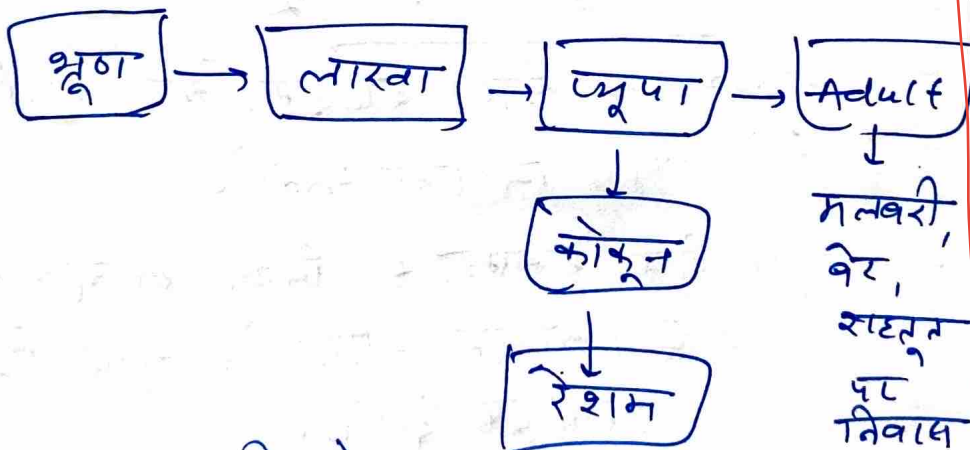 भ्रूण → लारवा → प्यूपा → Adult
↓ ↓
कोकून
↓
रेशम
मलबरी,
बेर,
शहतूत
पर
निवास